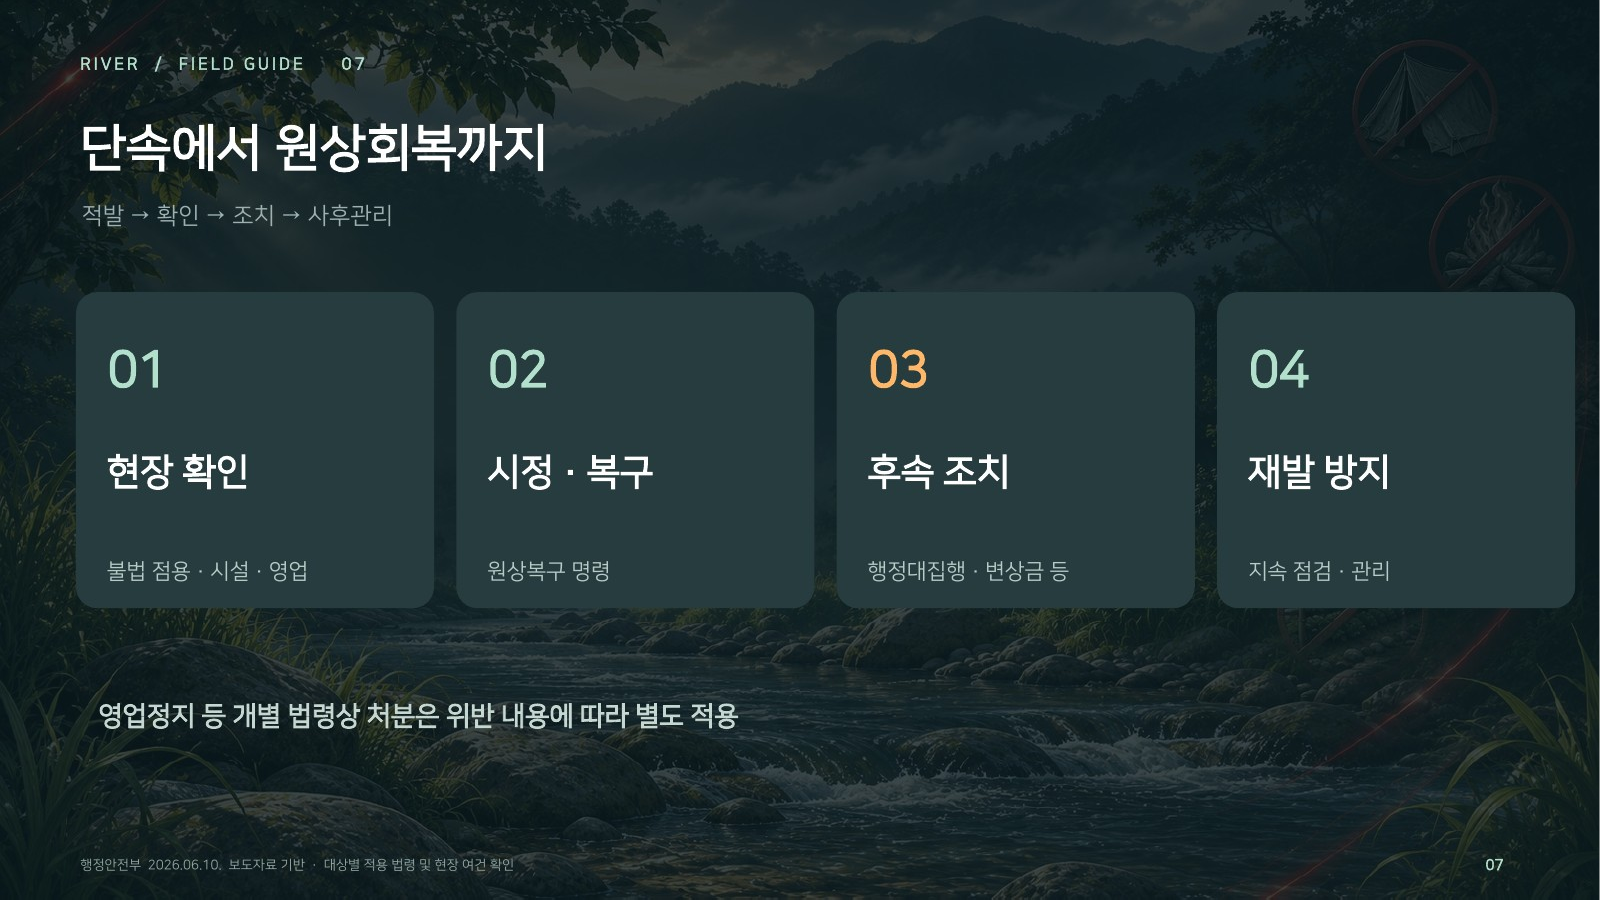 RIVER / FIELD GUIDE 07
단속에서 원상회복까지
적발 → 확인 → 조치 → 사후관리
01
현장 확인
불법 점용 · 시설 · 영업
02
시정 · 복구
원상복구 명령
03
후속 조치
행정대집행 · 변상금 등
04
재발 방지
지속 점검 · 관리
영업정지 등 개별 법령상 처분은 위반 내용에 따라 별도 적용
행정안전부 2026.06.10. 보도자료 기반 · 대상별 적용 법령 및 현장 여건 확인
07